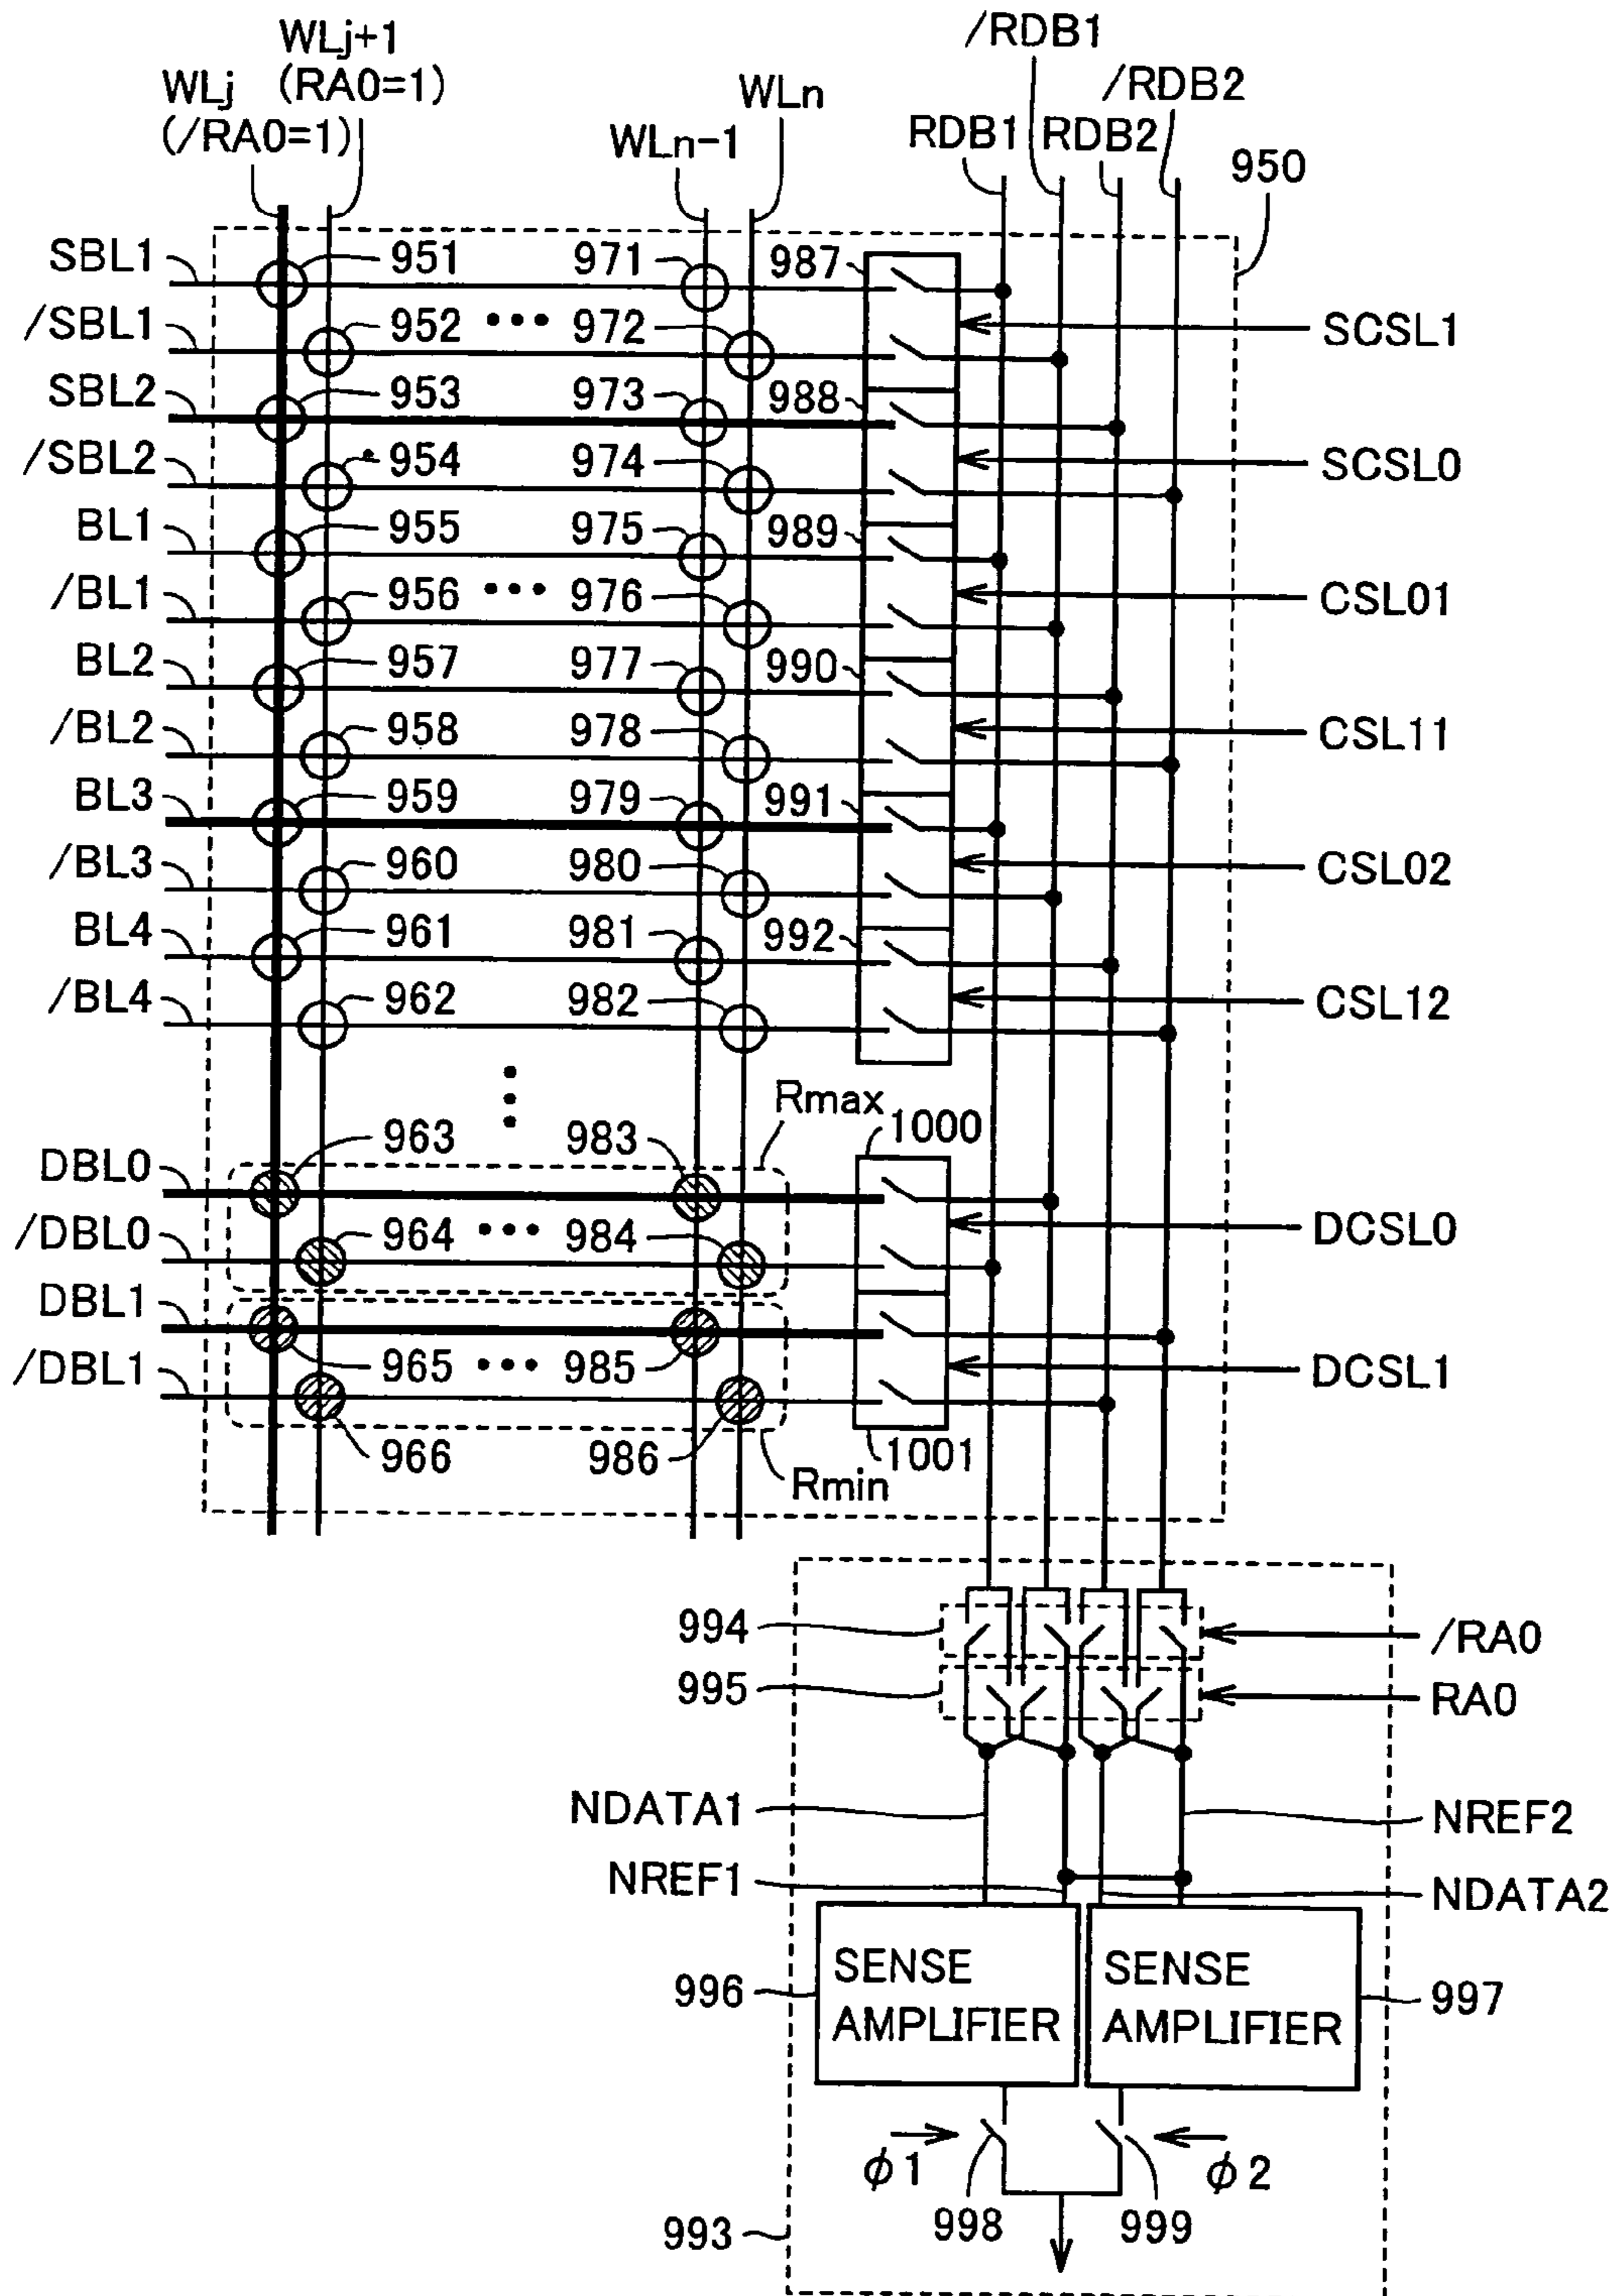 /RDB1
WLj+1
(RA0=1)
WLj
(/RA0=1)
WLn
/RDB2
WLn-1
RDB1
RDB2
950
SBL1
951
971
987
/SBL1
952
972
SCSL1
SBL2
953
973
988
/SBL2
954
974
SCSL0
BL1
955
975
989
/BL1
956
976
CSL01
BL2
957
977
990
/BL2
958
978
CSL11
BL3
959
979
991
/BL3
960
980
CSL02
BL4
961
981
992
/BL4
962
982
CSL12
Rmax
1000
DBL0
963
983
/DBL0
964
984
DCSL0
DBL1
965
985
/DBL1
DCSL1
966
986
1001
Rmin
994
/RA0
995
RA0
NDATA1
NREF2
NREF1
NDATA2
996
SENSE
AMPLIFIER
SENSE
AMPLIFIER
997
φ1
φ2
998
999
993